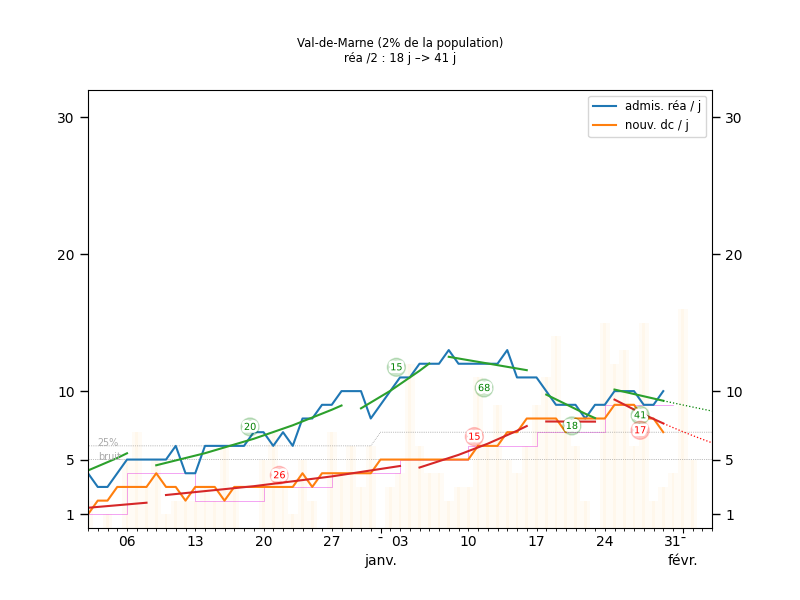 Val-de-Marne (2% de la population)
réa /2 : 18 j –> 41 j
admis. réa / j
nouv. dc / j
30 30
20 20
10 10
5 5
1 1
25%
bruit
15
68
20
26
15
18
41
17
06 13 20 27 03 10 17 24 31
janv. févr.